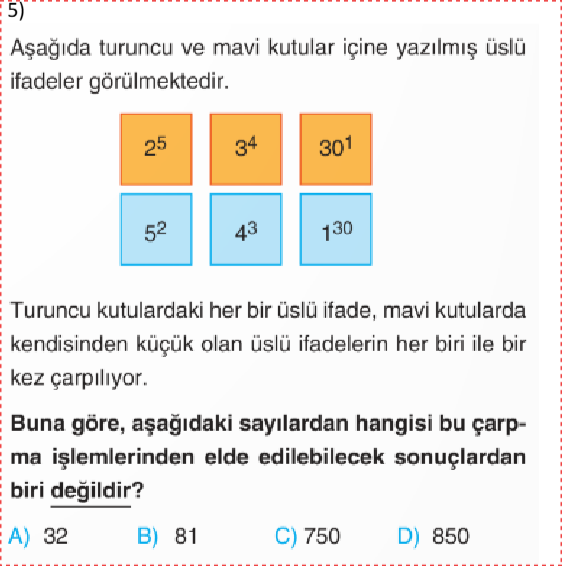 5)
Aşağıda turuncu ve mavi kutular içine yazılmış üslü
ifadeler görülmektedir.
2⁵ 3⁴ 30¹
5² 4³ 1³⁰
Turuncu kutulardaki her bir üslü ifade, mavi kutularda
kendisinden küçük olan üslü ifadelerin her biri ile bir
kez çarpılıyor.
Buna göre, aşağıdaki sayılardan hangisi bu çarp-
ma işlemlerinden elde edilebilecek sonuçlardan
biri değildir?
A) 32 B) 81 C) 750 D) 850